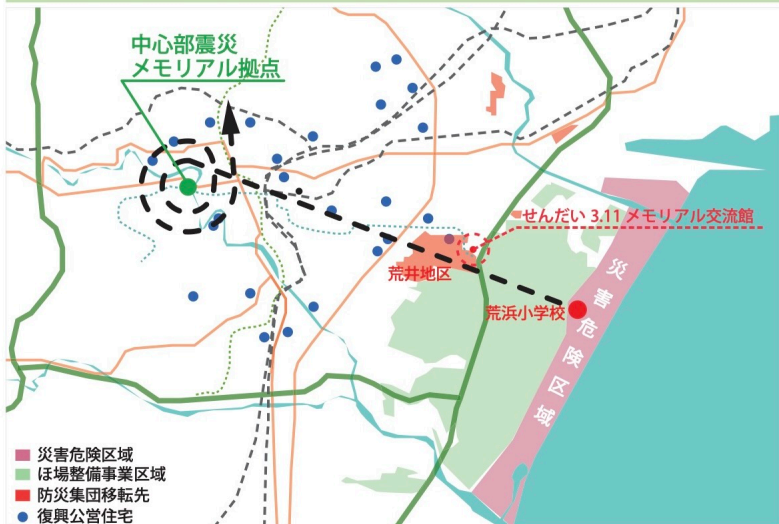 中心部震災
メモリアル拠点
せんだい 3.11 メモリアル交流館
荒井地区
荒浜小学校
災害危険区域
災害危険区域
ほ場整備事業区域
防災集団移転先
復興公営住宅